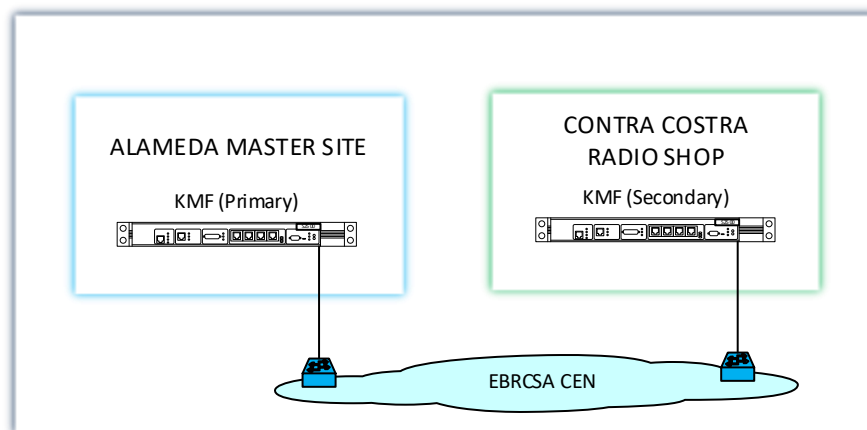 ALAMEDA MASTER SITE
KMF (Primary)
CONTRA COSTRA
RADIO SHOP
KMF (Secondary)
EBRCSA CEN